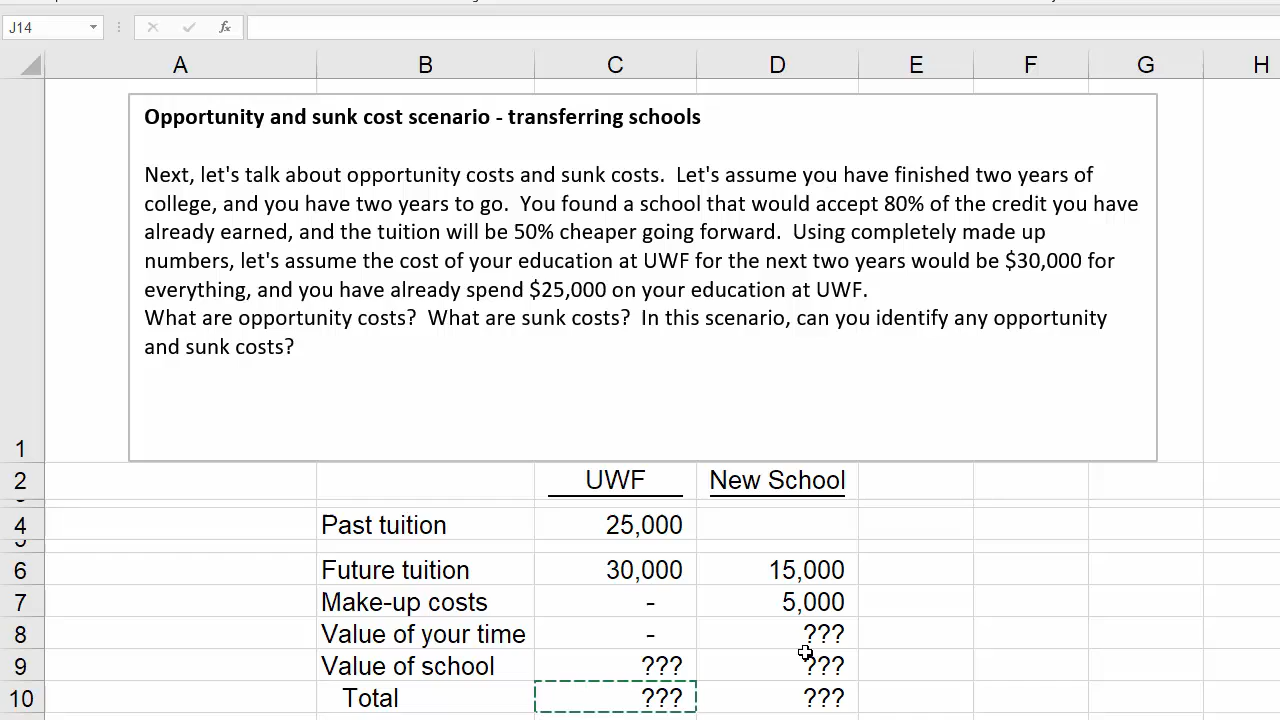 J14
fx
A B C D E F G H
Opportunity and sunk cost scenario - transferring schools
Next, let's talk about opportunity costs and sunk costs.  Let's assume you have finished two years of
college, and you have two years to go.  You found a school that would accept 80% of the credit you have
already earned, and the tuition will be 50% cheaper going forward.  Using completely made up
numbers, let's assume the cost of your education at UWF for the next two years would be $30,000 for
everything, and you have already spend $25,000 on your education at UWF.
What are opportunity costs?  What are sunk costs?  In this scenario, can you identify any opportunity
and sunk costs?
1
2 UWF New School
4 Past tuition 25,000
6 Future tuition 30,000 15,000
7 Make-up costs - 5,000
8 Value of your time - ???
9 Value of school ??? ???
10 Total ??? ???